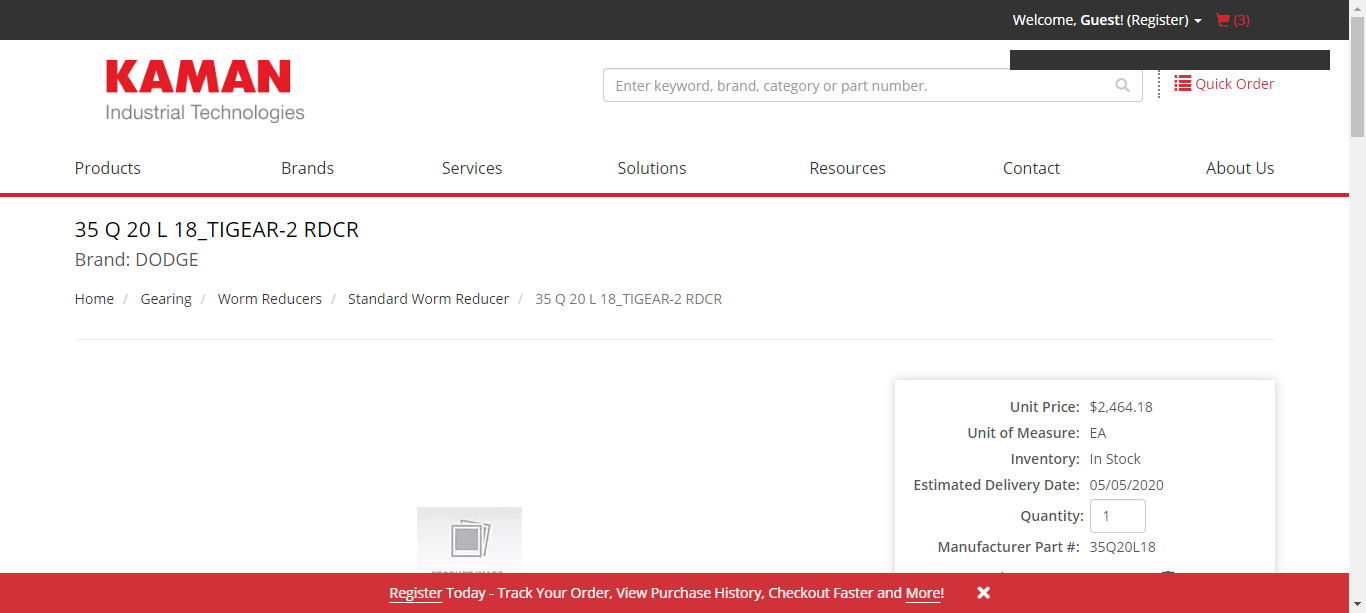 Welcome, Guest! (Register) (3)
KAMAN
Industrial Technologies
Enter keyword, brand, category or part number.
Quick Order
Products Brands Services Solutions Resources Contact About Us
35 Q 20 L 18_TIGEAR-2 RDCR
Brand: DODGE
Home / Gearing / Worm Reducers / Standard Worm Reducer / 35 Q 20 L 18_TIGEAR-2 RDCR
Unit Price: $2,464.18
Unit of Measure: EA
Inventory: In Stock
Estimated Delivery Date: 05/05/2020
Quantity: 1
Manufacturer Part #: 35Q20L18
Register Today - Track Your Order, View Purchase History, Checkout Faster and More!